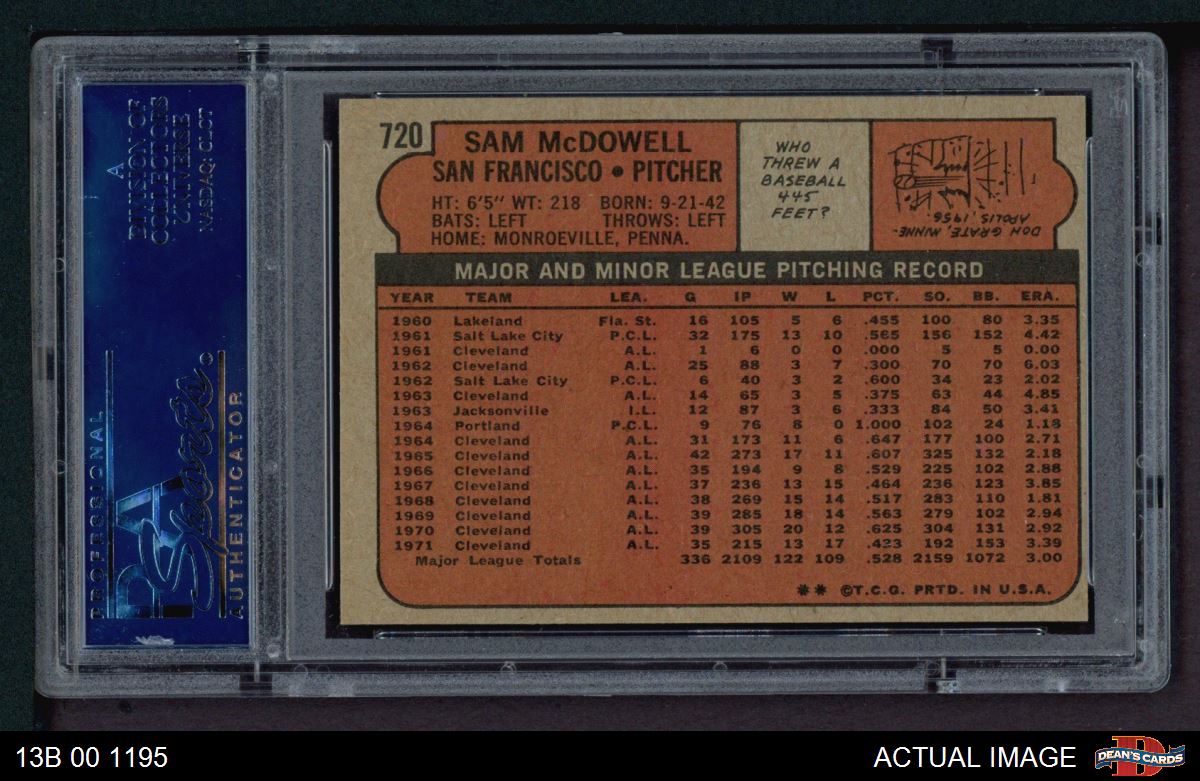 A
DIVISION OF
COLLECTORS
UNIVERSE
NASDAQ: CLCT
PROFESSIONAL
PSA
Sports
AUTHENTICATOR
720
SAM McDOWELL
SAN FRANCISCO • PITCHER
HT: 6'5" WT: 218 BORN: 9-21-42
BATS: LEFT THROWS: LEFT
HOME: MONROEVILLE, PENNA.
WHO
THREW A
BASEBALL
445
FEET?
DON GRATE, MINNE-
APOLIS, 1956.
MAJOR AND MINOR LEAGUE PITCHING RECORD
YEAR TEAM LEA. G IP W L PCT. SO. BB. ERA.
1960 Lakeland Fla. St. 16 105 5 6 .455 100 80 3.35
1961 Salt Lake City P.C.L. 32 175 13 10 .565 156 152 4.42
1961 Cleveland A.L. 1 6 0 0 .000 5 5 0.00
1962 Cleveland A.L. 25 88 3 7 .300 70 70 6.03
1962 Salt Lake City P.C.L. 6 40 3 2 .600 34 23 2.02
1963 Cleveland A.L. 14 65 3 5 .375 63 44 4.85
1963 Jacksonville I.L. 12 87 3 6 .333 84 50 3.41
1964 Portland P.C.L. 9 76 8 0 1.000 102 24 1.18
1964 Cleveland A.L. 31 173 11 6 .647 177 100 2.71
1965 Cleveland A.L. 42 273 17 11 .607 325 132 2.18
1966 Cleveland A.L. 35 194 9 8 .529 225 102 2.88
1967 Cleveland A.L. 37 236 13 15 .464 236 123 3.85
1968 Cleveland A.L. 38 269 15 14 .517 283 110 1.81
1969 Cleveland A.L. 39 285 18 14 .563 279 102 2.94
1970 Cleveland A.L. 39 305 20 12 .625 304 131 2.92
1971 Cleveland A.L. 35 215 13 17 .423 192 153 3.39
Major League Totals 336 2109 122 109 .528 2159 1072 3.00
** ©T.C.G. PRTD. IN U.S.A.
13B 00 1195
ACTUAL IMAGE
D
DEAN'S CARDS